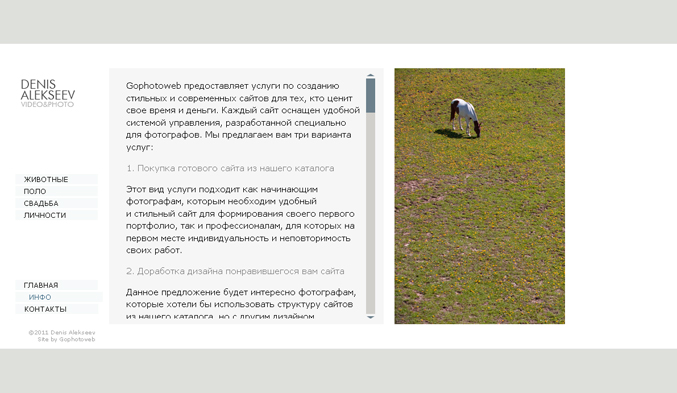 DENIS
ALEKSEEV
VIDEO&PHOTO
ЖИВОТНЫЕ
ПОЛО
СВАДЬБА
ЛИЧНОСТИ
ГЛАВНАЯ
ИНФО
КОНТАКТЫ
©2011 Denis Alekseev
Site by Gophotoweb
Gophotoweb предоставляет услуги по созданию
стильных и современных сайтов для тех, кто ценит
свое время и деньги. Каждый сайт оснащен удобной
системой управления, разработанной специально
для фотографов. Мы предлагаем вам три варианта
услуг:
1. Покупка готового сайта из нашего каталога
Этот вид услуги подходит как начинающим
фотографам, которым необходим удобный
и стильный сайт для формирования своего первого
портфолио, так и профессионалам, для которых на
первом месте индивидуальность и неповторимость
своих работ.
2. Доработка дизайна понравившегося вам сайта
Данное предложение будет интересно фотографам,
которые хотели бы использовать структуру сайтов
из нашего каталога, но с другим дизайном